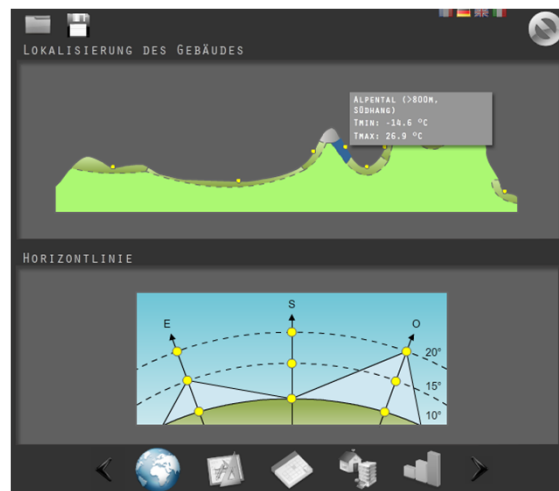 Lokalisierung des Gebäudes
Alpental (>800m,
Südhang)
Tmin: -14.6 °C
Tmax: 26.9 °C
Horizontlinie
S
E
O
20°
15°
10°